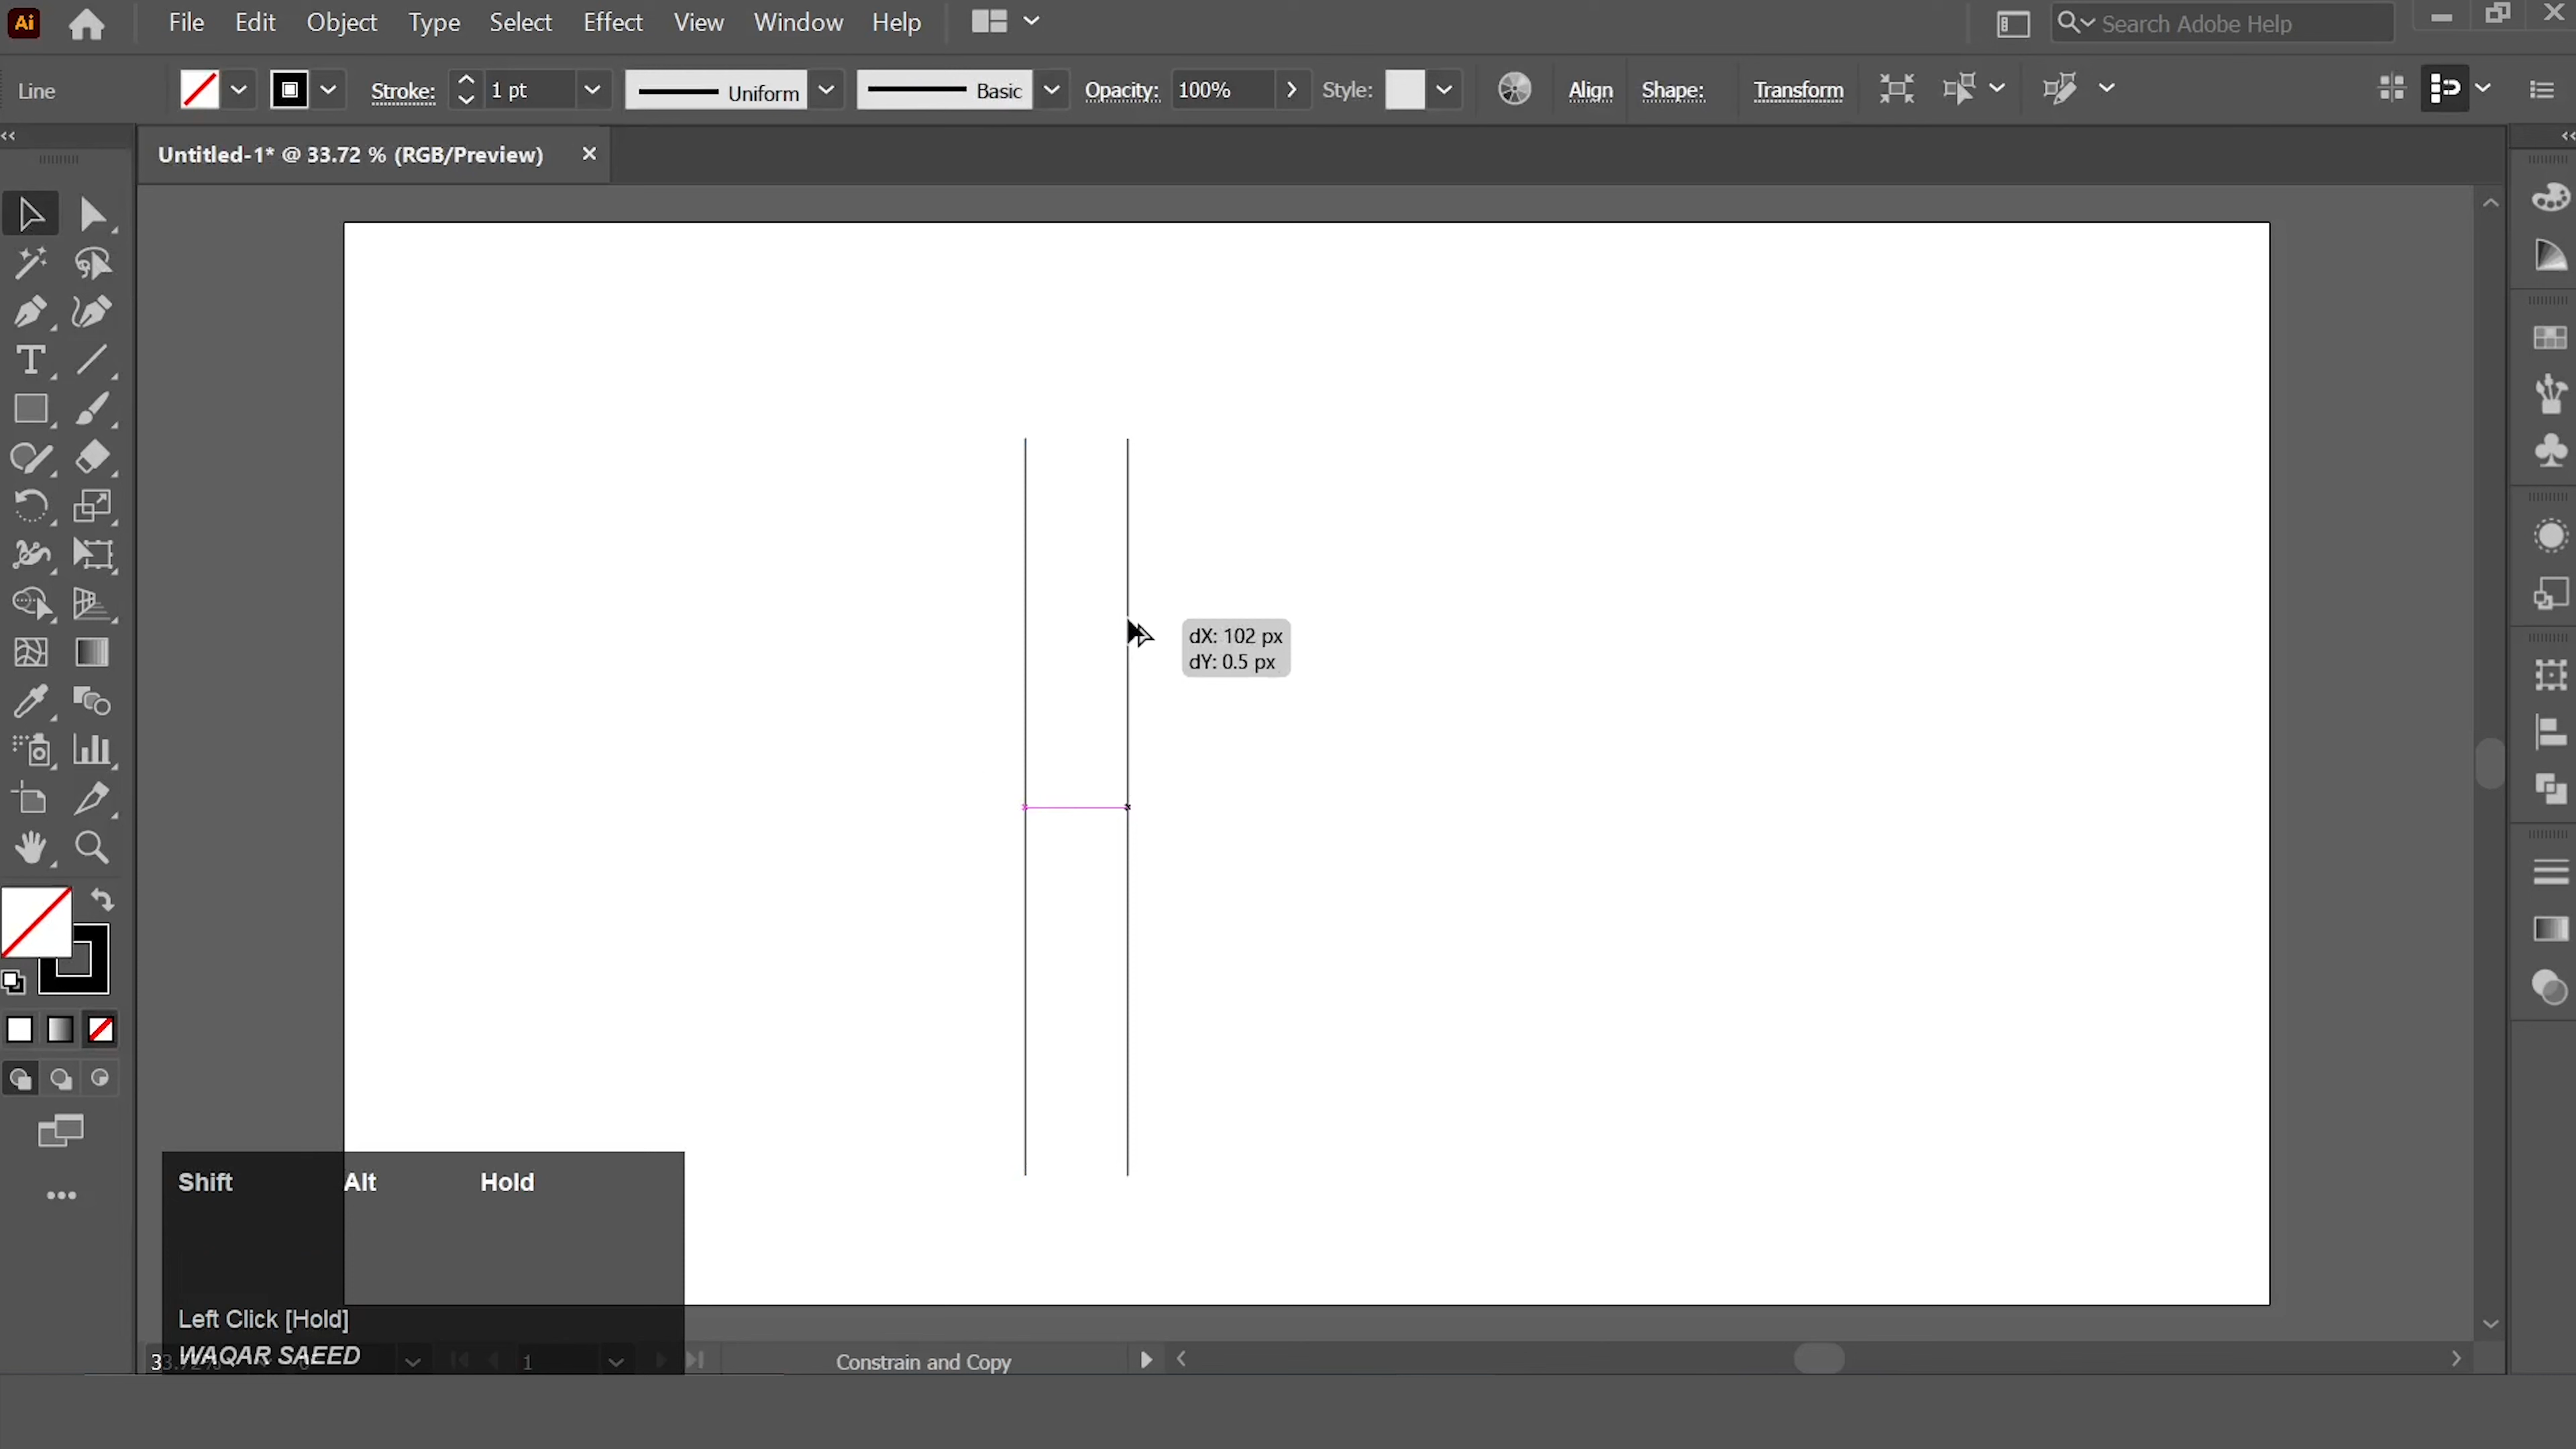 Ai File Edit Object Type Select Effect View Window Help Search Adobe Help
Line Stroke: 1 pt Uniform Basic Opacity: 100% Style: Align Shape: Transform
Untitled-1* @ 33.72 % (RGB/Preview)
dX: 102 px
dY: 0.5 px
Shift Alt Hold
Left Click [Hold]
WAQAR SAEED
1 Constrain and Copy